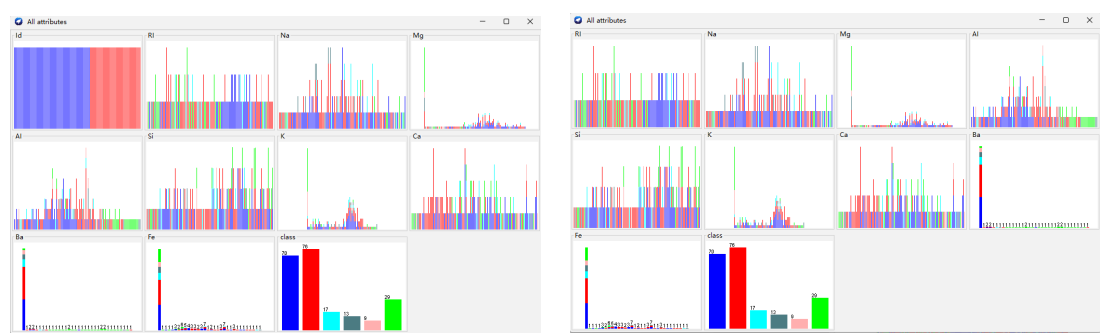 All attributes
Id
RI
Na
Mg
Al
Si
K
Ca
Ba
Fe
class
70
76
17
13
9
29
All attributes
RI
Na
Mg
Al
Si
K
Ca
Ba
Fe
class
70
76
17
13
9
29